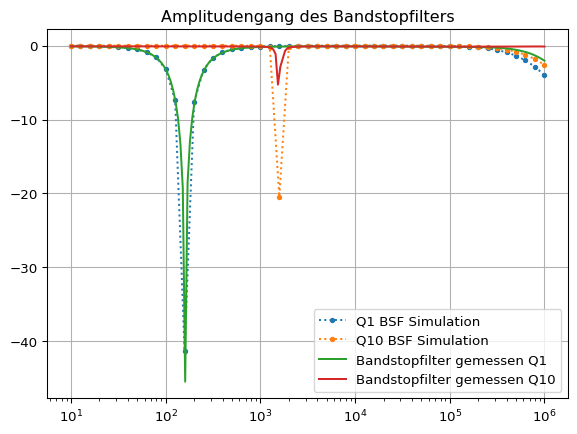 Amplitudengang des Bandstopfilters
0
−10
−20
−30
−40
Q1 BSF Simulation
Q10 BSF Simulation
Bandstopfilter gemessen Q1
Bandstopfilter gemessen Q10
10¹ 10² 10³ 10⁴ 10⁵ 10⁶